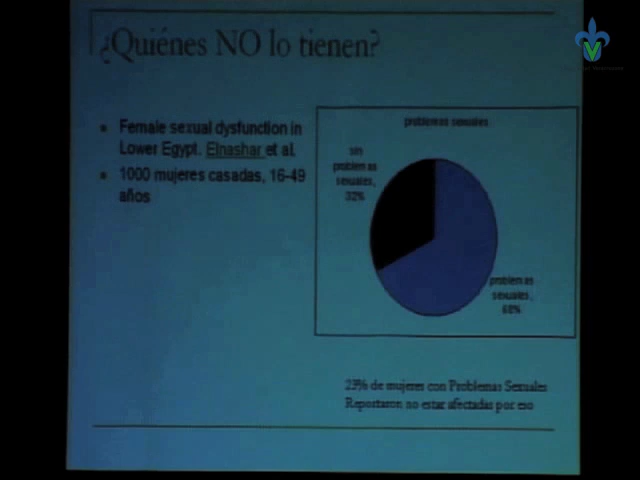 ¿Quiénes NO lo tienen?
Female sexual dysfunction in
Lower Egypt. Elnashar et al.
1000 mujeres casadas, 16-49
años
problemas sexuales
sin
problemas
sexuales,
32%
problemas
sexuales,
68%
23% de mujeres con Problemas Sexuales
Reportaron no estar afectadas por eso